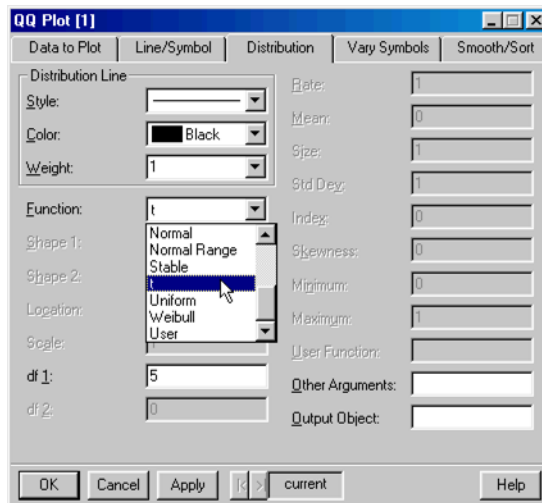 QQ Plot [1]
Data to Plot
Line/Symbol
Distribution
Vary Symbols
Smooth/Sort
Distribution Line
Style:
Color:
Black
Weight:
1
Function:
t
Normal
Normal Range
Stable
t
Uniform
Weibull
User
Shape 1:
Shape 2:
Location:
Scale:
df 1:
5
df 2:
0
Rate:
1
Mean:
0
Size:
1
Std Dev:
1
Index:
0
Skewness:
0
Minimum:
0
Maximum:
1
User Function:
Other Arguments:
Output Object:
OK
Cancel
Apply
current
Help